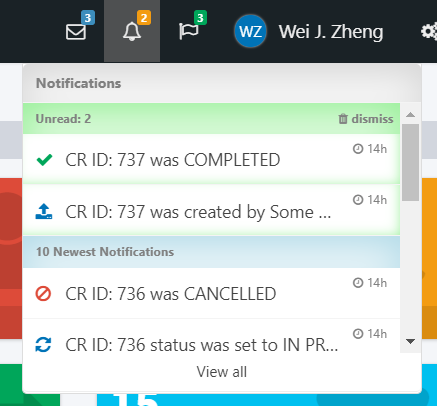 3
2
3
WZ
Wei J. Zheng
Notifications
Unread: 2
dismiss
CR ID: 737 was COMPLETED
14h
CR ID: 737 was created by Some ...
14h
10 Newest Notifications
CR ID: 736 was CANCELLED
14h
CR ID: 736 status was set to IN PR...
14h
View all
15